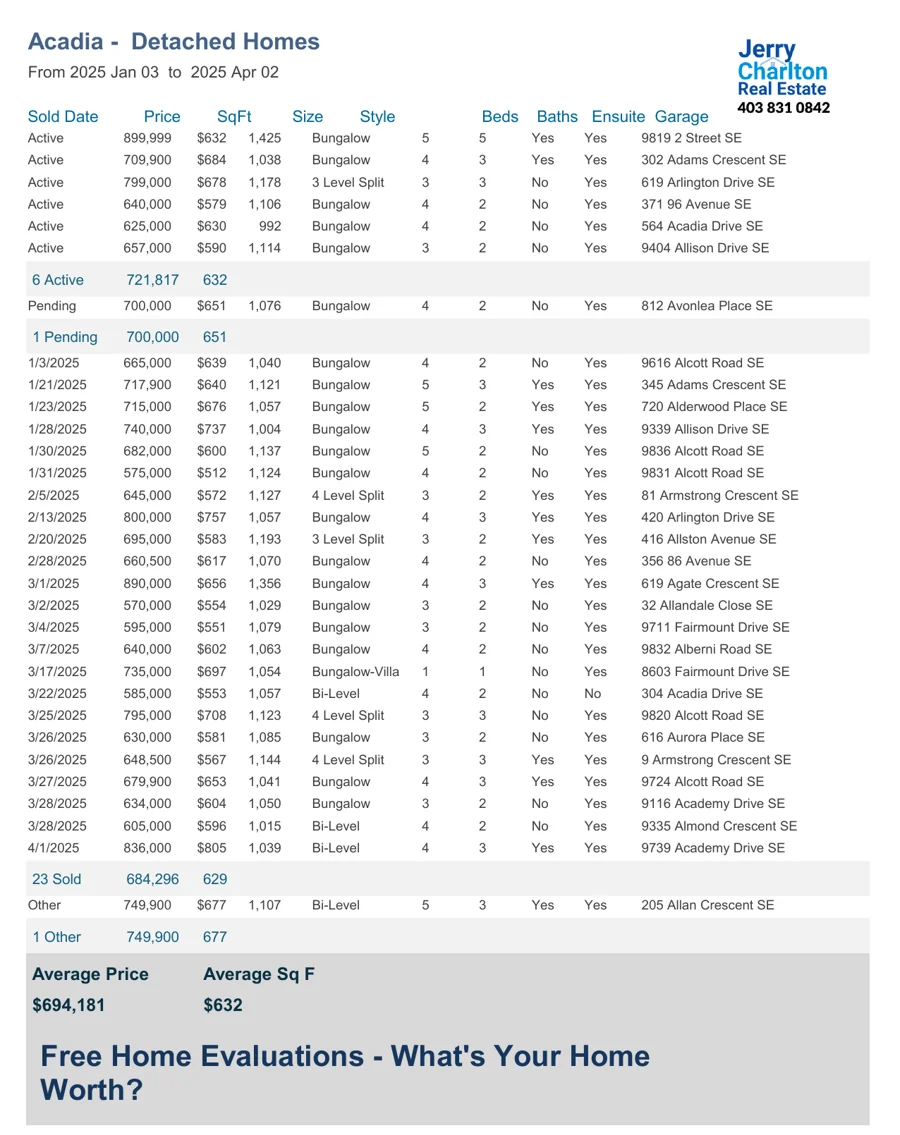 Acadia - Detached Homes
From 2025 Jan 03 to 2025 Apr 02
Jerry
Charlton
Real Estate
403 831 0842
Sold Date Price SqFt Size Style Beds Baths Ensuite Garage
Active 899,999 $632 1,425 Bungalow 5 5 Yes Yes 9819 2 Street SE
Active 709,900 $684 1,038 Bungalow 4 3 Yes Yes 302 Adams Crescent SE
Active 799,000 $678 1,178 3 Level Split 3 3 No Yes 619 Arlington Drive SE
Active 640,000 $579 1,106 Bungalow 4 2 No Yes 371 96 Avenue SE
Active 625,000 $630 992 Bungalow 4 2 No Yes 564 Acadia Drive SE
Active 657,000 $590 1,114 Bungalow 3 2 No Yes 9404 Allison Drive SE
6 Active 721,817 632
Pending 700,000 $651 1,076 Bungalow 4 2 No Yes 812 Avonlea Place SE
1 Pending 700,000 651
1/3/2025 665,000 $639 1,040 Bungalow 4 2 No Yes 9616 Alcott Road SE
1/21/2025 717,900 $640 1,121 Bungalow 5 3 Yes Yes 345 Adams Crescent SE
1/23/2025 715,000 $676 1,057 Bungalow 5 2 Yes Yes 720 Alderwood Place SE
1/28/2025 740,000 $737 1,004 Bungalow 4 3 Yes Yes 9339 Allison Drive SE
1/30/2025 682,000 $600 1,137 Bungalow 5 2 No Yes 9836 Alcott Road SE
1/31/2025 575,000 $512 1,124 Bungalow 4 2 No Yes 9831 Alcott Road SE
2/5/2025 645,000 $572 1,127 4 Level Split 3 2 Yes Yes 81 Armstrong Crescent SE
2/13/2025 800,000 $757 1,057 Bungalow 4 3 Yes Yes 420 Arlington Drive SE
2/20/2025 695,000 $583 1,193 3 Level Split 3 2 Yes Yes 416 Allston Avenue SE
2/28/2025 660,500 $617 1,070 Bungalow 4 2 No Yes 356 86 Avenue SE
3/1/2025 890,000 $656 1,356 Bungalow 4 3 Yes Yes 619 Agate Crescent SE
3/2/2025 570,000 $554 1,029 Bungalow 3 2 No Yes 32 Allandale Close SE
3/4/2025 595,000 $551 1,079 Bungalow 3 2 No Yes 9711 Fairmount Drive SE
3/7/2025 640,000 $602 1,063 Bungalow 4 2 No Yes 9832 Alberni Road SE
3/17/2025 735,000 $697 1,054 Bungalow-Villa 1 1 No Yes 8603 Fairmount Drive SE
3/22/2025 585,000 $553 1,057 Bi-Level 4 2 No No 304 Acadia Drive SE
3/25/2025 795,000 $708 1,123 4 Level Split 3 3 No Yes 9820 Alcott Road SE
3/26/2025 630,000 $581 1,085 Bungalow 3 2 No Yes 616 Aurora Place SE
3/26/2025 648,500 $567 1,144 4 Level Split 3 3 Yes Yes 9 Armstrong Crescent SE
3/27/2025 679,900 $653 1,041 Bungalow 4 3 Yes Yes 9724 Alcott Road SE
3/28/2025 634,000 $604 1,050 Bungalow 3 2 No Yes 9116 Academy Drive SE
3/28/2025 605,000 $596 1,015 Bi-Level 4 2 No Yes 9335 Almond Crescent SE
4/1/2025 836,000 $805 1,039 Bi-Level 4 3 Yes Yes 9739 Academy Drive SE
23 Sold 684,296 629
Other 749,900 $677 1,107 Bi-Level 5 3 Yes Yes 205 Allan Crescent SE
1 Other 749,900 677
Average Price Average Sq F
$694,181 $632
Free Home Evaluations - What's Your Home
Worth?